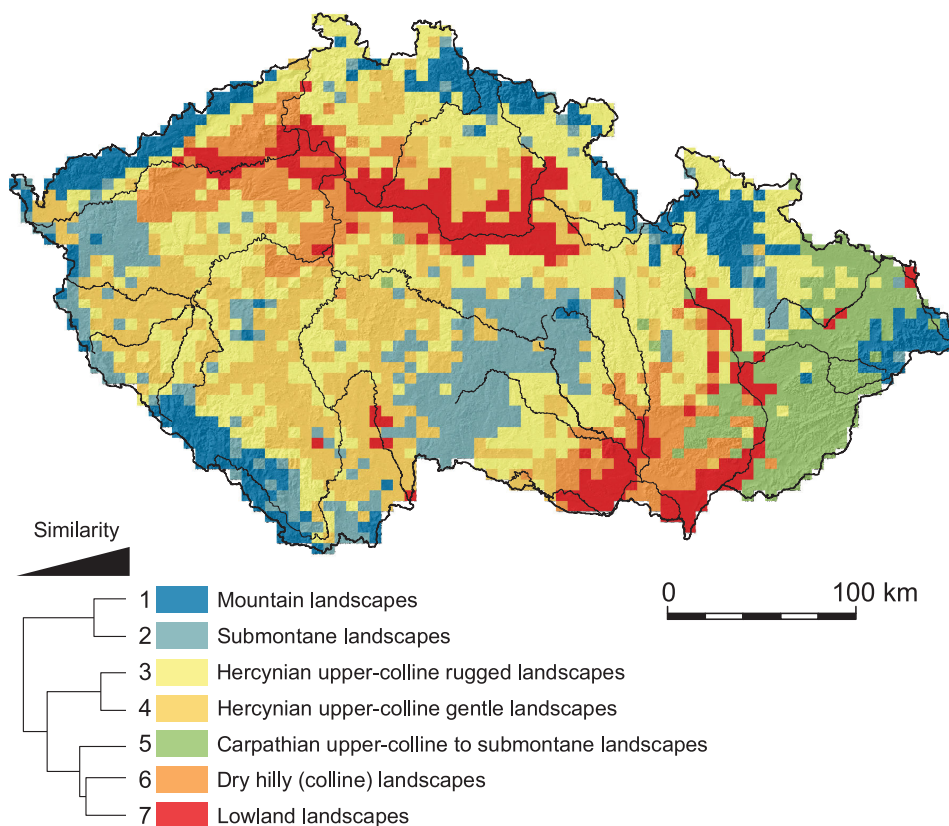 Similarity
0 100 km
1 Mountain landscapes
2 Submontane landscapes
3 Hercynian upper-colline rugged landscapes
4 Hercynian upper-colline gentle landscapes
5 Carpathian upper-colline to submontane landscapes
6 Dry hilly (colline) landscapes
7 Lowland landscapes